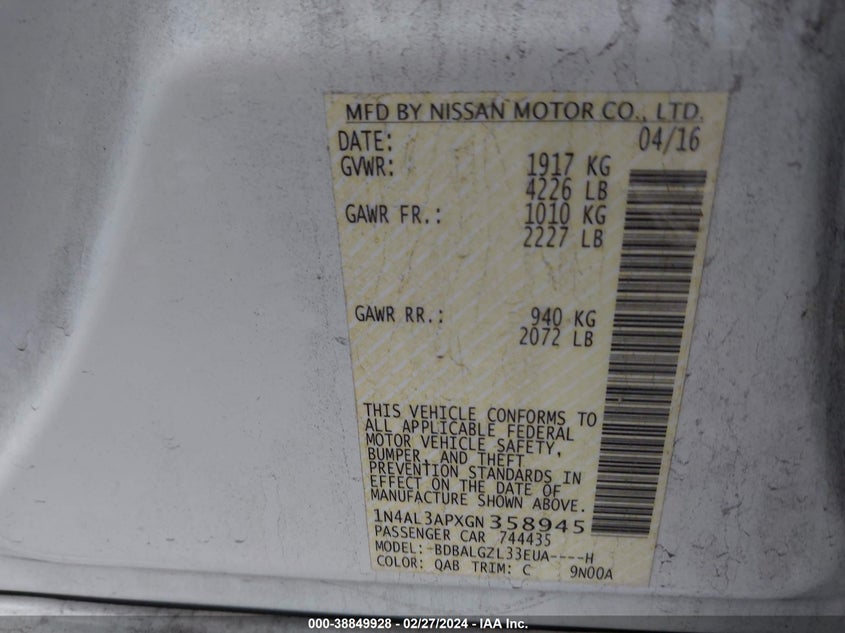 MFD BY NISSAN MOTOR CO., LTD.
DATE: 04/16
GVWR: 1917 KG
4226 LB
GAWR FR.: 1010 KG
2227 LB
GAWR RR.: 940 KG
2072 LB
THIS VEHICLE CONFORMS TO
ALL APPLICABLE FEDERAL
MOTOR VEHICLE SAFETY,
BUMPER, AND THEFT
PREVENTION STANDARDS IN
EFFECT ON THE DATE OF
MANUFACTURE SHOWN ABOVE.
1N4AL3APXGN 358945
PASSENGER CAR 744435
MODEL: BDBALGZL33EUA----H
COLOR: QAB TRIM: C 9N00A
000-38849928 - 02/27/2024 - IAA Inc.